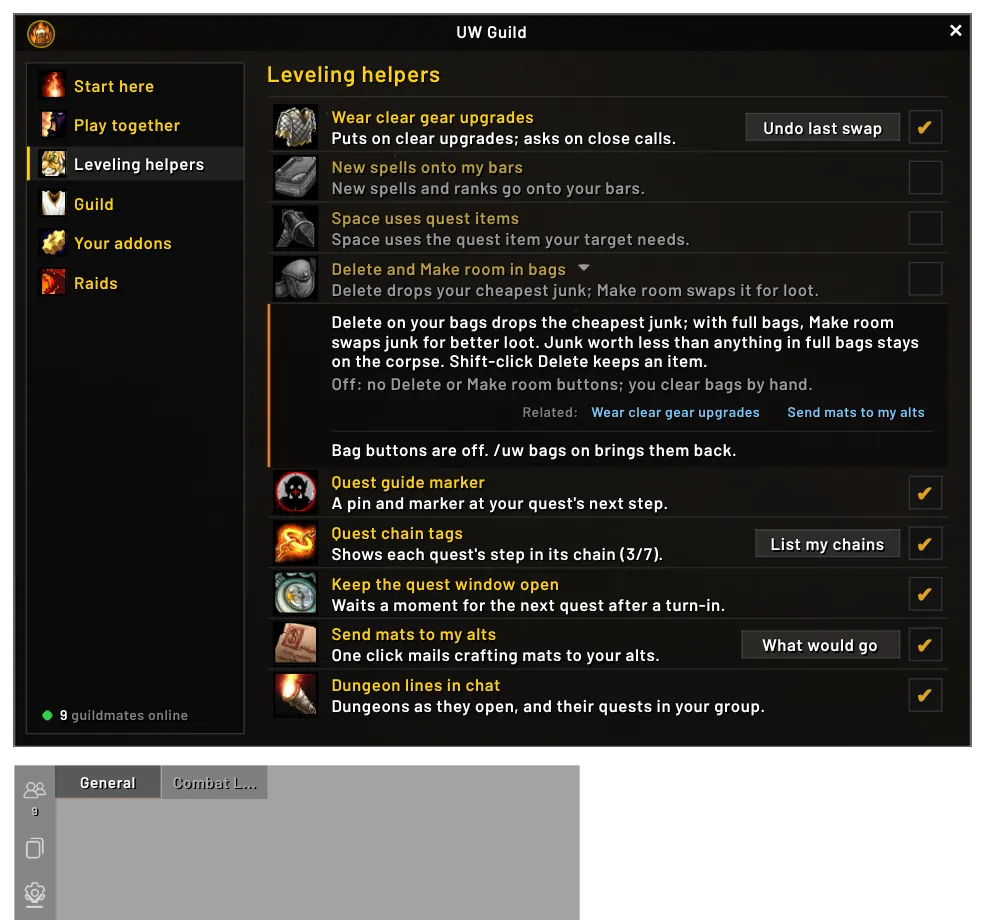 UW Guild
Start here
Play together
Leveling helpers
Guild
Your addons
Raids
9 guildmates online
Leveling helpers
Wear clear gear upgrades
Puts on clear upgrades; asks on close calls.
Undo last swap
New spells onto my bars
New spells and ranks go onto your bars.
Space uses quest items
Space uses the quest item your target needs.
Delete and Make room in bags
Delete drops your cheapest junk; Make room swaps it for loot.
Delete on your bags drops the cheapest junk; with full bags, Make room
swaps junk for better loot. Junk worth less than anything in full bags stays
on the corpse. Shift-click Delete keeps an item.
Off: no Delete or Make room buttons; you clear bags by hand.
Related: Wear clear gear upgrades Send mats to my alts
Bag buttons are off. /uw bags on brings them back.
Quest guide marker
A pin and marker at your quest's next step.
Quest chain tags
Shows each quest's step in its chain (3/7).
List my chains
Keep the quest window open
Waits a moment for the next quest after a turn-in.
Send mats to my alts
One click mails crafting mats to your alts.
What would go
Dungeon lines in chat
Dungeons as they open, and their quests in your group.
General
Combat L...
9